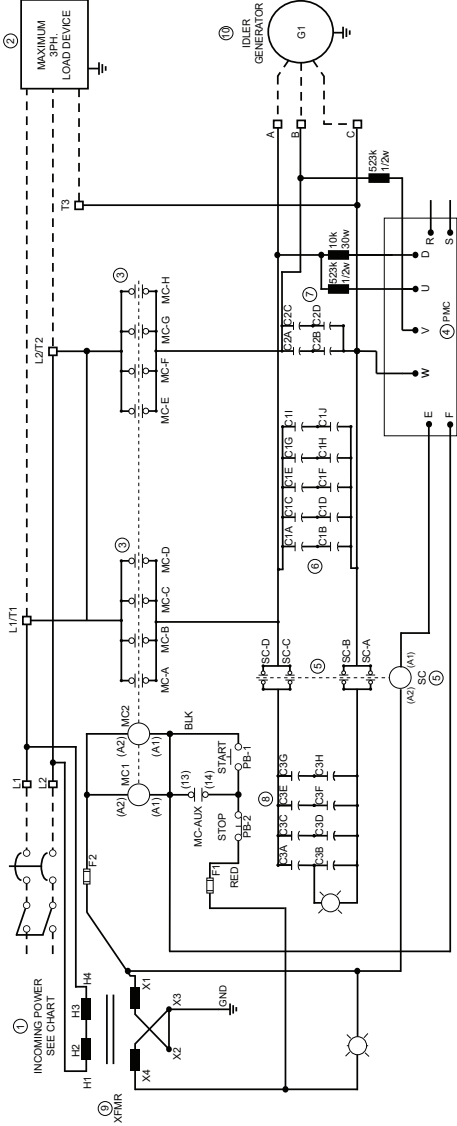 ① INCOMING POWER
SEE CHART
L1
L2
L1/T1
L2/T2
T3
② MAXIMUM
3PH.
LOAD DEVICE
H1
H2
H3
H4
⑨
XFMR
X4
X1
X2
X3
GND
F2
(A2)
MC1
(A1)
(A2)
MC2
(A1)
BLK
MC-AUX
(13)
(14)
STOP
PB-2
START
PB-1
F1
RED
③
MC-A
MC-B
MC-C
MC-D
③
MC-E
MC-F
MC-G
MC-H
⑧
C3A
C3C
C3E
C3G
C3B
C3D
C3F
C3H
SC-D
SC-C
⑤
SC-B
SC-A
(A2)
(A1)
SC
⑤
⑥
C1A
C1C
C1E
C1G
C1I
C1B
C1D
C1F
C1H
C1J
⑦
C2A
C2C
C2B
C2D
A
B
C
⑩
IDLER
GENERATOR
G1
523k
1/2w
10k
30w
523k
1/2w
④ PMC
E
F
W
V
U
D
R
S